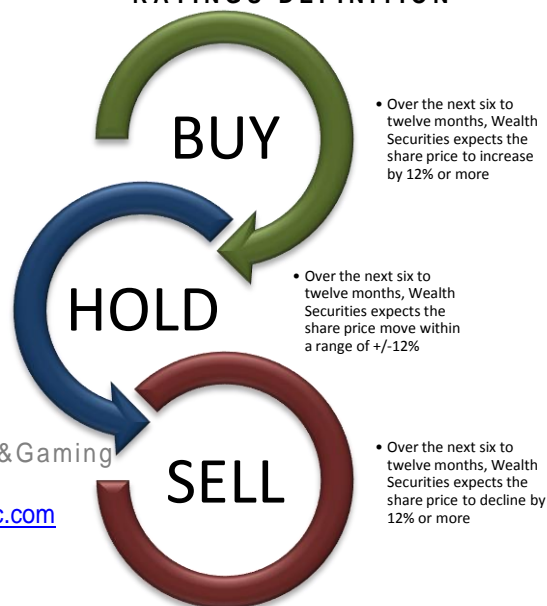 RATINGS DEFINITION
BUY
• Over the next six to
twelve months, Wealth
Securities expects the
share price to increase
by 12% or more
HOLD
• Over the next six to
twelve months, Wealth
Securities expects the
share price move within
a range of +/-12%
&Gaming
SELL
c.com
• Over the next six to
twelve months, Wealth
Securities expects the
share price to decline by
12% or more